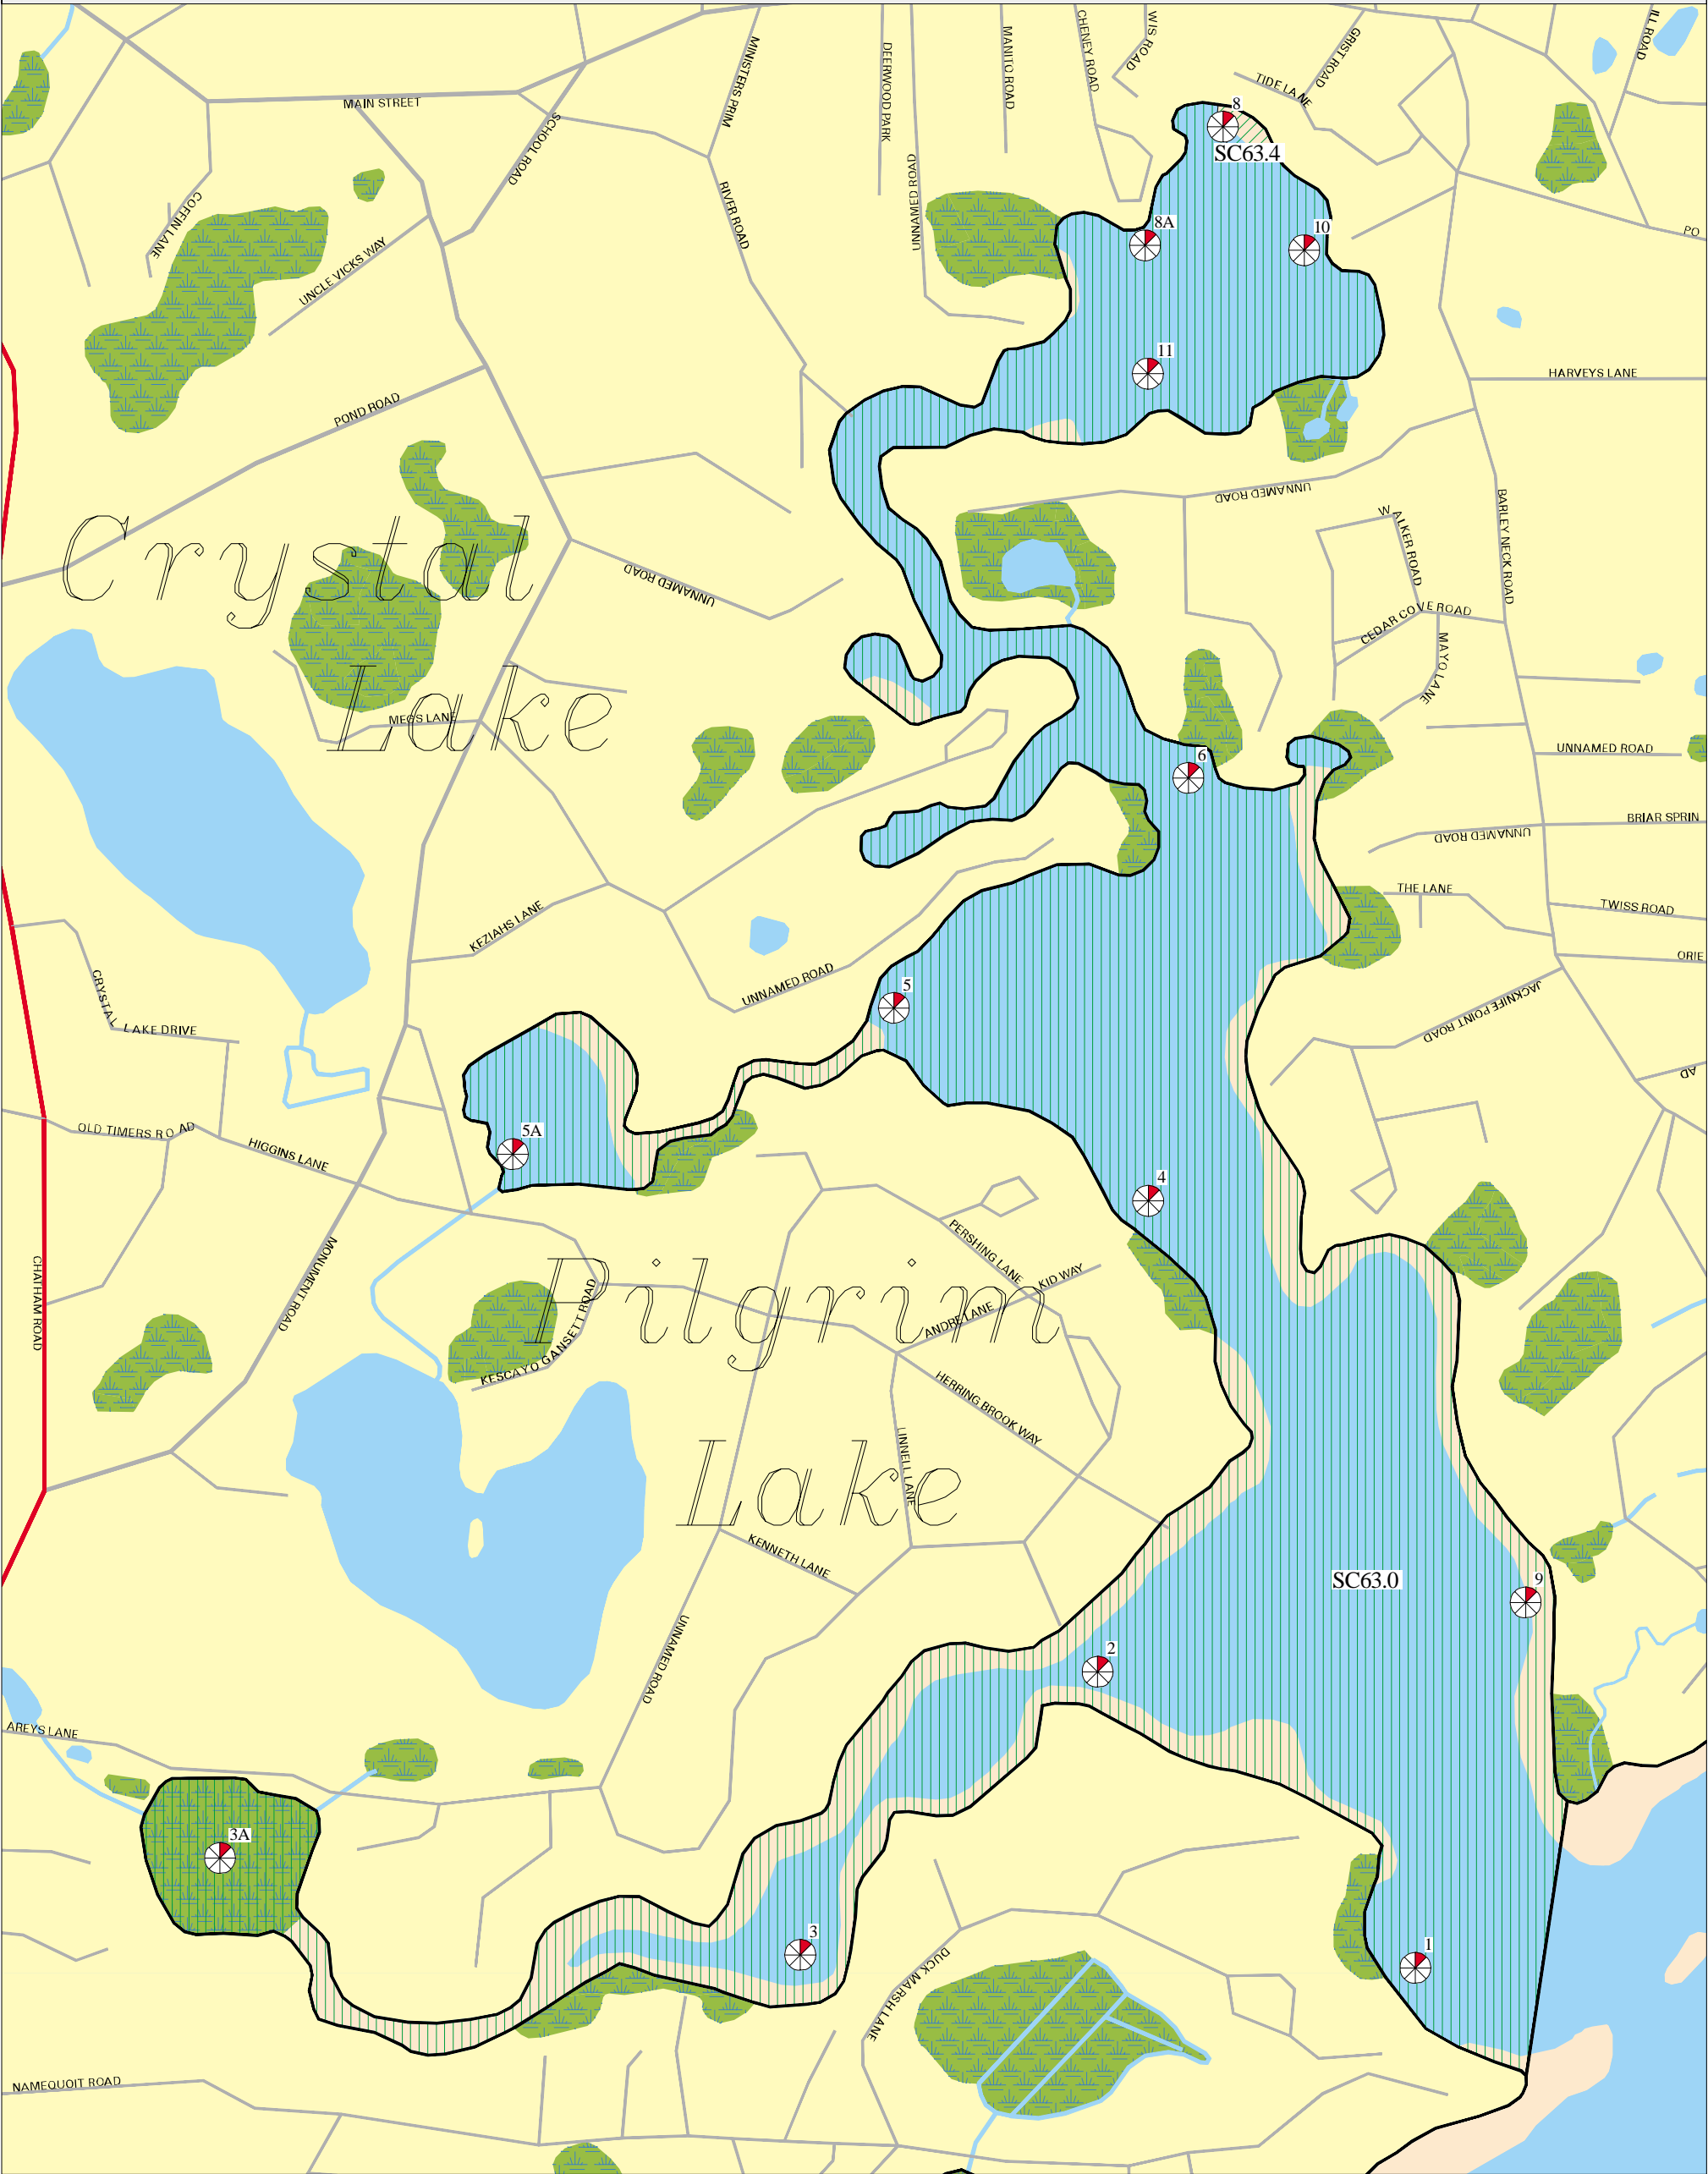 MAIN STREET
SCHOOL ROAD
MINISTERS PRIM
DEERWOOD PARK
MANITO ROAD
CHENEY ROAD
WIS ROAD
TIDE LANE
GRIST ROAD
ILL ROAD
8
SC63.4
COFFIN LANE
UNCLE VICKS WAY
RIVER ROAD
UNNAMED ROAD
8A
10
PO
11
HARVEYS LANE
POND ROAD
Crystal
Lake
UNNAMED ROAD
UNNAMED ROAD
WALKER ROAD
BARLEY NECK ROAD
CEDAR COVE ROAD
MAYO LANE
MEGS LANE
6
UNNAMED ROAD
BRIAR SPRIN
UNNAMED ROAD
THE LANE
TWISS ROAD
KEZIAHS LANE
ORIE
UNNAMED ROAD
5
JACKNIFE POINT ROAD
CRYSTAL LAKE DRIVE
AD
OLD TIMERS ROAD
HIGGINS LANE
5A
4
CHATHAM ROAD
MONUMENT ROAD
PERSHING LANE
KID WAY
ANDRE LANE
Pilgrim
Lake
KESCAYO GANSETT ROAD
HERRING BROOK WAY
LINNELL LANE
KENNETH LANE
SC63.0
9
UNNAMED ROAD
2
AREYS LANE
3A
3
1
DUCK MARSH LANE
NAMEQUOIT ROAD